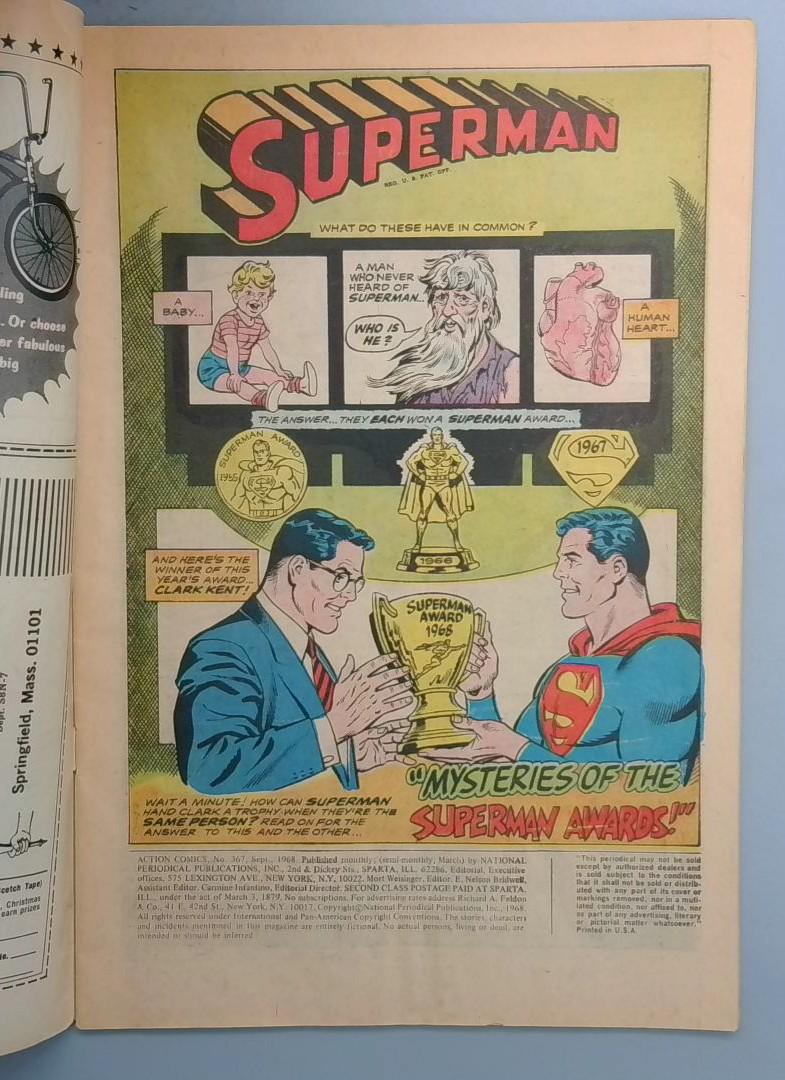 SUPERMAN
REG. U. S. PAT. OFF.
WHAT DO THESE HAVE IN COMMON?
A
BABY...
A MAN
WHO NEVER
HEARD OF
SUPERMAN...
WHO IS
HE?
A
HUMAN
HEART...
THE ANSWER... THEY EACH WON A SUPERMAN AWARD...
SUPERMAN AWARD
1965
1966
1967
AND HERE'S THE
WINNER OF THIS
YEAR'S AWARD...
CLARK KENT!
SUPERMAN
AWARD
1968
"MYSTERIES OF THE
SUPERMAN AWARDS!"
WAIT A MINUTE! HOW CAN SUPERMAN
HAND CLARK A TROPHY WHEN THEY'RE THE
SAME PERSON? READ ON FOR THE
ANSWER TO THIS AND THE OTHER...
ACTION COMICS, No. 367, Sept., 1968. Published monthly; (semi-monthly, March) by NATIONAL
PERIODICAL PUBLICATIONS, INC., 2nd & Dickey Sts., SPARTA, ILL. 62286. Editorial, Executive
offices, 575 LEXINGTON AVE., NEW YORK, N.Y. 10022. Mort Weisinger, Editor. E. Nelson Bridwell,
Assistant Editor. Carmine Infantino, Editorial Director. SECOND CLASS POSTAGE PAID AT SPARTA,
ILL., under the act of March 3, 1879. No subscriptions. For advertising rates address Richard A. Feldon
& Co., 41 E. 42nd St., New York, N.Y. 10017. Copyright © National Periodical Publications, Inc., 1968.
All rights reserved under International and Pan-American Copyright Conventions. The stories, characters
and incidents mentioned in this magazine are entirely fictional. No actual persons, living or dead, are
intended or should be inferred.
"This periodical may not be sold
except by authorized dealers and
is sold subject to the conditions
that it shall not be sold or distrib-
uted with any part of its cover or
markings removed, nor in a muti-
lated condition, nor affixed to, nor
as part of any advertising, literary
or pictorial matter whatsoever."
Printed in U.S.A.
ling
. Or choose
er fabulous
big
Dept. S8N-7
Springfield, Mass. 01101
cotch Tape)
, Christmas
earn prizes